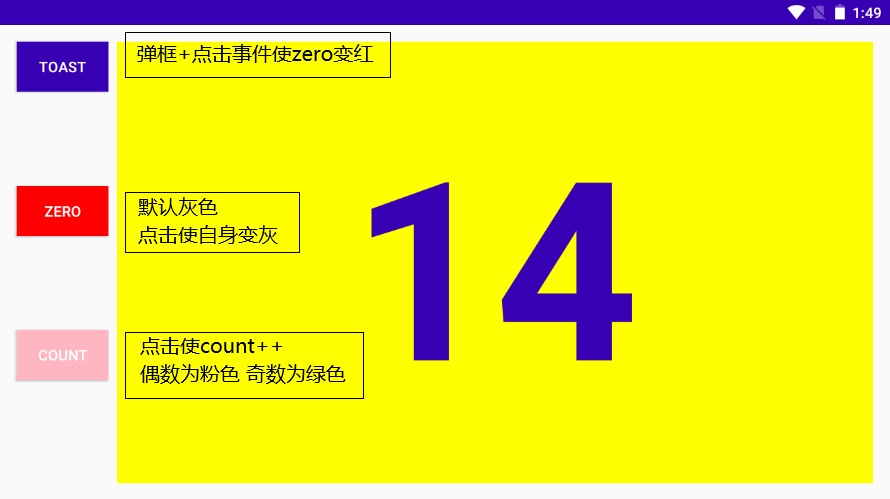 1:49
TOAST
弹框+点击事件使zero变红
ZERO
默认灰色
点击使自身变灰
14
COUNT
点击使count++
偶数为粉色 奇数为绿色